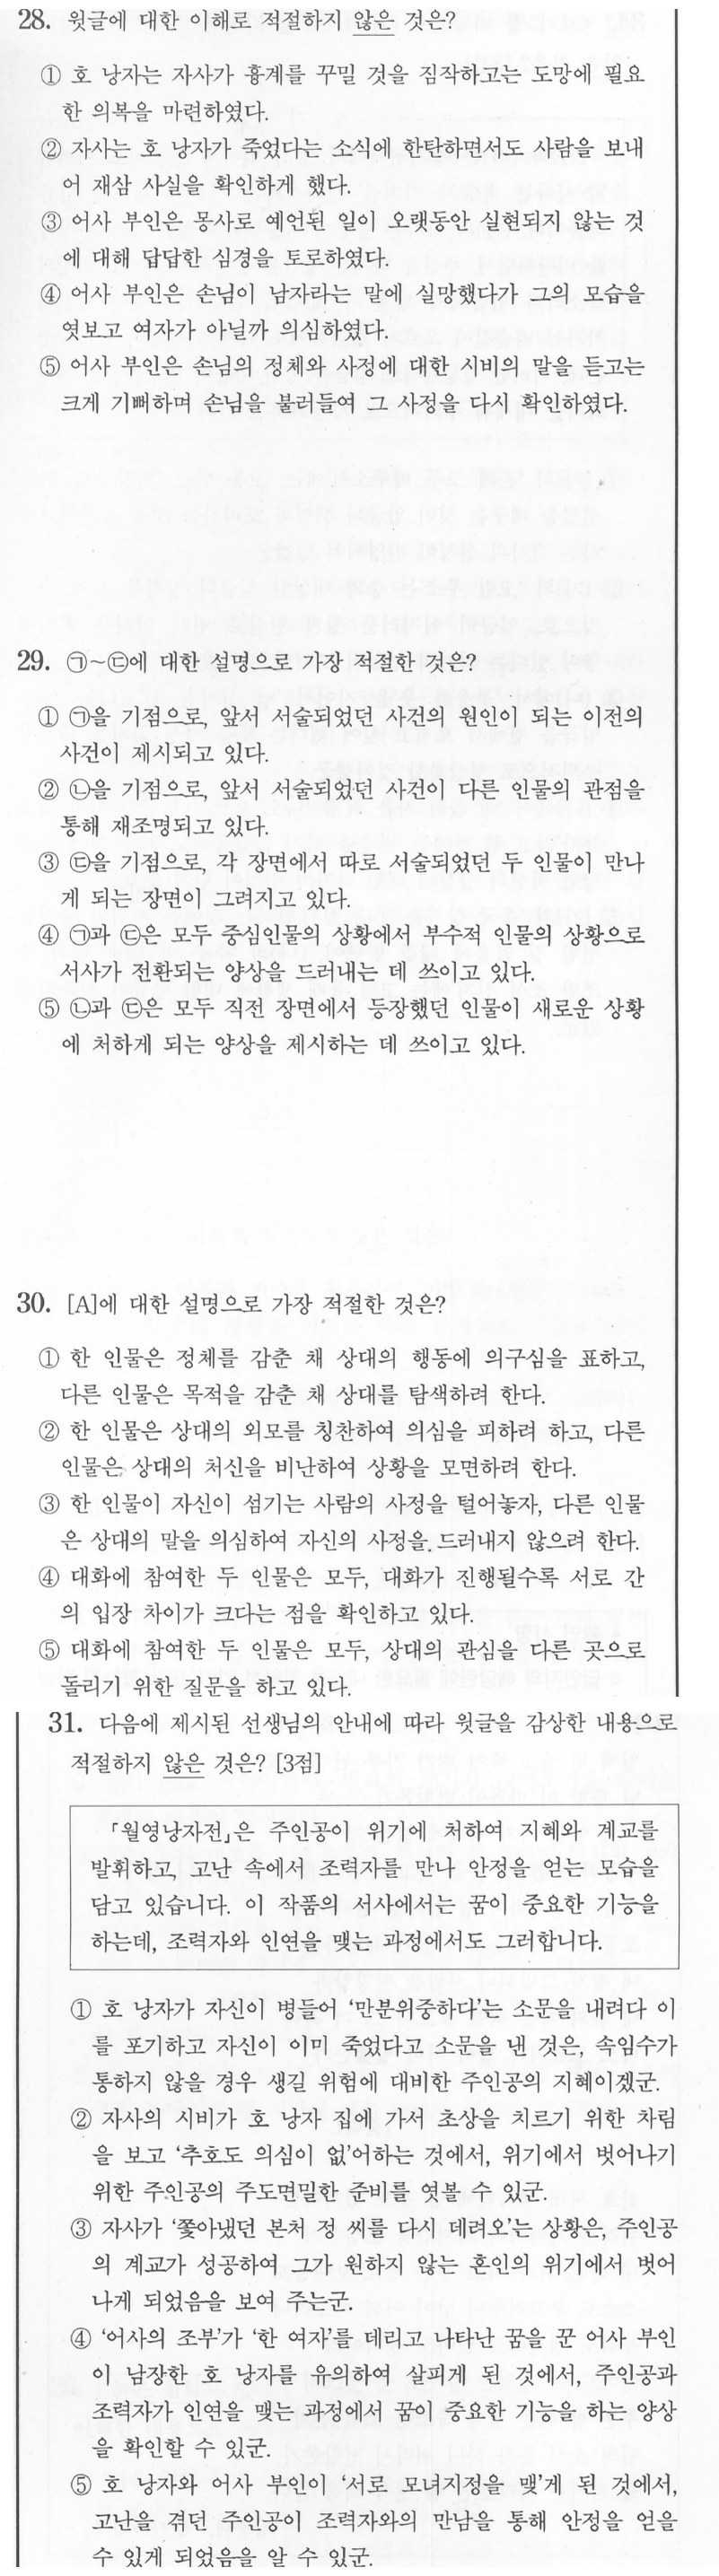 28. 윗글에 대한 이해로 적절하지 않은 것은?
① 호 낭자는 자사가 흉계를 꾸밀 것을 짐작하고는 도망에 필요
한 의복을 마련하였다.
② 자사는 호 낭자가 죽었다는 소식에 한탄하면서도 사람을 보내
어 재삼 사실을 확인하게 했다.
③ 어사 부인은 몽사로 예언된 일이 오랫동안 실현되지 않는 것
에 대해 답답한 심경을 토로하였다.
④ 어사 부인은 손님이 남자라는 말에 실망했다가 그의 모습을
엿보고 여자가 아닐까 의심하였다.
⑤ 어사 부인은 손님의 정체와 사정에 대한 시비의 말을 듣고는
크게 기뻐하며 손님을 불러들여 그 사정을 다시 확인하였다.
29. ㉠~㉢에 대한 설명으로 가장 적절한 것은?
① ㉠을 기점으로, 앞서 서술되었던 사건의 원인이 되는 이전의
사건이 제시되고 있다.
② ㉡을 기점으로, 앞서 서술되었던 사건이 다른 인물의 관점을
통해 재조명되고 있다.
③ ㉢을 기점으로, 각 장면에서 따로 서술되었던 두 인물이 만나
게 되는 장면이 그려지고 있다.
④ ㉠과 ㉢은 모두 중심인물의 상황에서 부수적 인물의 상황으로
서사가 전환되는 양상을 드러내는 데 쓰이고 있다.
⑤ ㉡과 ㉢은 모두 직전 장면에서 등장했던 인물이 새로운 상황
에 처하게 되는 양상을 제시하는 데 쓰이고 있다.
30. [A]에 대한 설명으로 가장 적절한 것은?
① 한 인물은 정체를 감춘 채 상대의 행동에 의구심을 표하고,
다른 인물은 목적을 감춘 채 상대를 탐색하려 한다.
② 한 인물은 상대의 외모를 칭찬하여 의심을 피하려 하고, 다른
인물은 상대의 처신을 비난하여 상황을 모면하려 한다.
③ 한 인물이 자신이 섬기는 사람의 사정을 털어놓자, 다른 인물
은 상대의 말을 의심하여 자신의 사정을 드러내지 않으려 한다.
④ 대화에 참여한 두 인물은 모두, 대화가 진행될수록 서로 간
의 입장 차이가 크다는 점을 확인하고 있다.
⑤ 대화에 참여한 두 인물은 모두, 상대의 관심을 다른 곳으로
돌리기 위한 질문을 하고 있다.
31. 다음에 제시된 선생님의 안내에 따라 윗글을 감상한 내용으로
적절하지 않은 것은? [3점]
「월영낭자전」은 주인공이 위기에 처하여 지혜와 계교를
발휘하고, 고난 속에서 조력자를 만나 안정을 얻는 모습을
담고 있습니다. 이 작품의 서사에서는 꿈이 중요한 기능을
하는데, 조력자와 인연을 맺는 과정에서도 그러합니다.
① 호 낭자가 자신이 병들어 '만분위중하다'는 소문을 내려다 이
를 포기하고 자신이 이미 죽었다고 소문을 낸 것은, 속임수가
통하지 않을 경우 생길 위험에 대비한 주인공의 지혜이겠군.
② 자사의 시비가 호 낭자 집에 가서 초상을 치르기 위한 차림
을 보고 '추호도 의심이 없'어하는 것에서, 위기에서 벗어나기
위한 주인공의 주도면밀한 준비를 엿볼 수 있군.
③ 자사가 '쫓아냈던 본처 정 씨를 다시 데려오'는 상황은, 주인공
의 계교가 성공하여 그가 원하지 않는 혼인의 위기에서 벗어
나게 되었음을 보여 주는군.
④ '어사의 조부'가 '한 여자'를 데리고 나타난 꿈을 꾼 어사 부인
이 남장한 호 낭자를 유의하여 살피게 된 것에서, 주인공과
조력자가 인연을 맺는 과정에서 꿈이 중요한 기능을 하는 양상
을 확인할 수 있군.
⑤ 호 낭자와 어사 부인이 '서로 모녀지정을 맺'게 된 것에서,
고난을 겪던 주인공이 조력자와의 만남을 통해 안정을 얻을
수 있게 되었음을 알 수 있군.